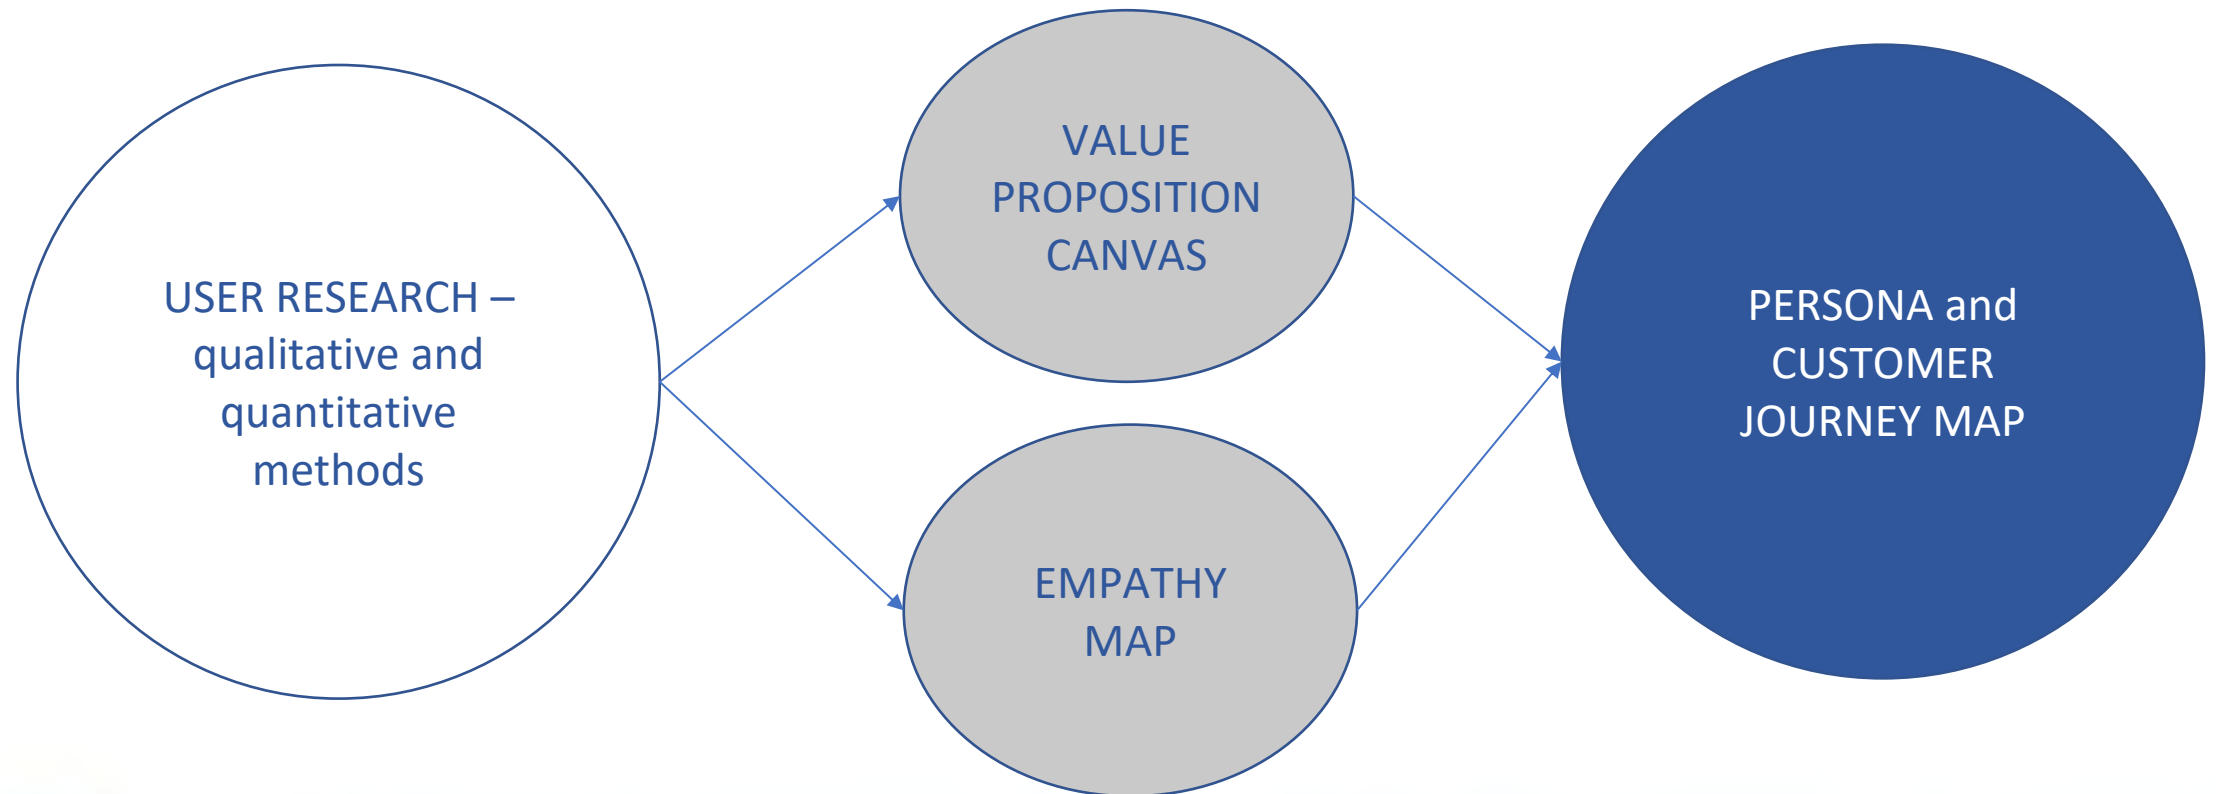 USER RESEARCH –
qualitative and
quantitative
methods
VALUE
PROPOSITION
CANVAS
EMPATHY
MAP
PERSONA and
CUSTOMER
JOURNEY MAP